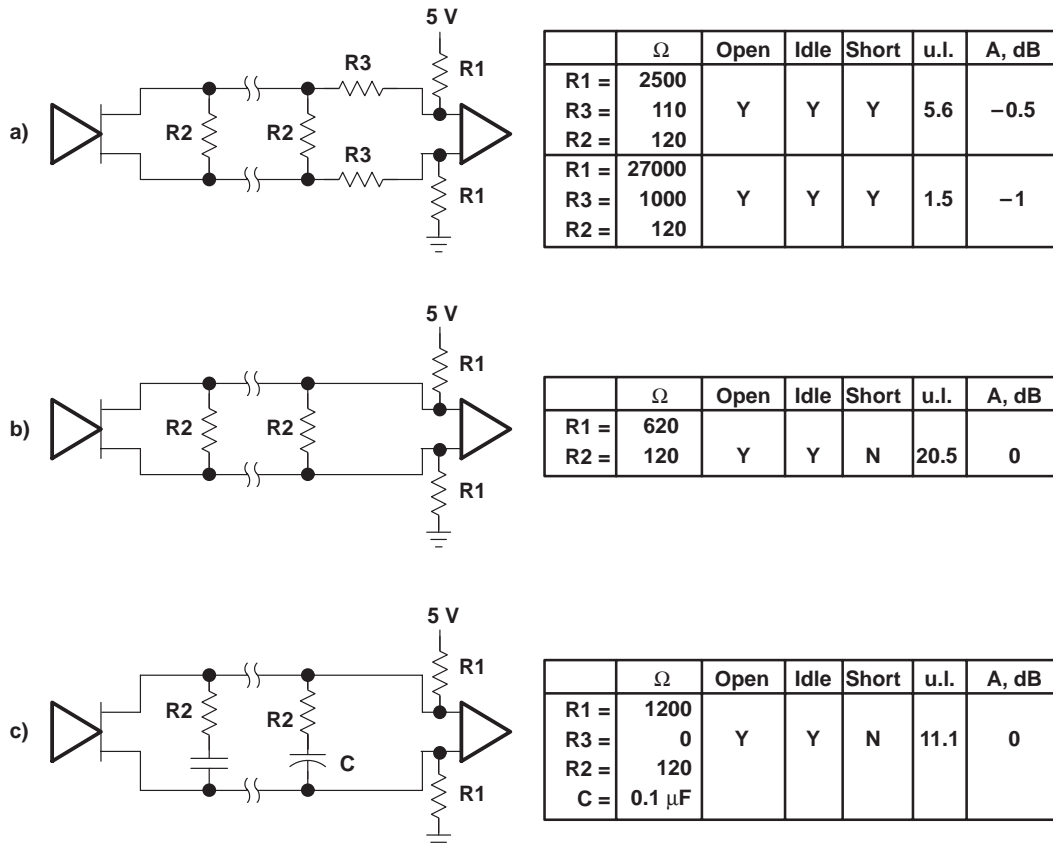 a)
5 V
R3
R1
R2
R2
R3
R1
Ω Open Idle Short u.l. A, dB
R1 = 2500
R3 = 110 Y Y Y 5.6 −0.5
R2 = 120
R1 = 27000
R3 = 1000 Y Y Y 1.5 −1
R2 = 120
b)
5 V
R1
R2
R2
R1
Ω Open Idle Short u.l. A, dB
R1 = 620
R2 = 120 Y Y N 20.5 0
c)
5 V
R1
R2
R2
C
R1
Ω Open Idle Short u.l. A, dB
R1 = 1200
R3 = 0 Y Y N 11.1 0
R2 = 120
C = 0.1 μF